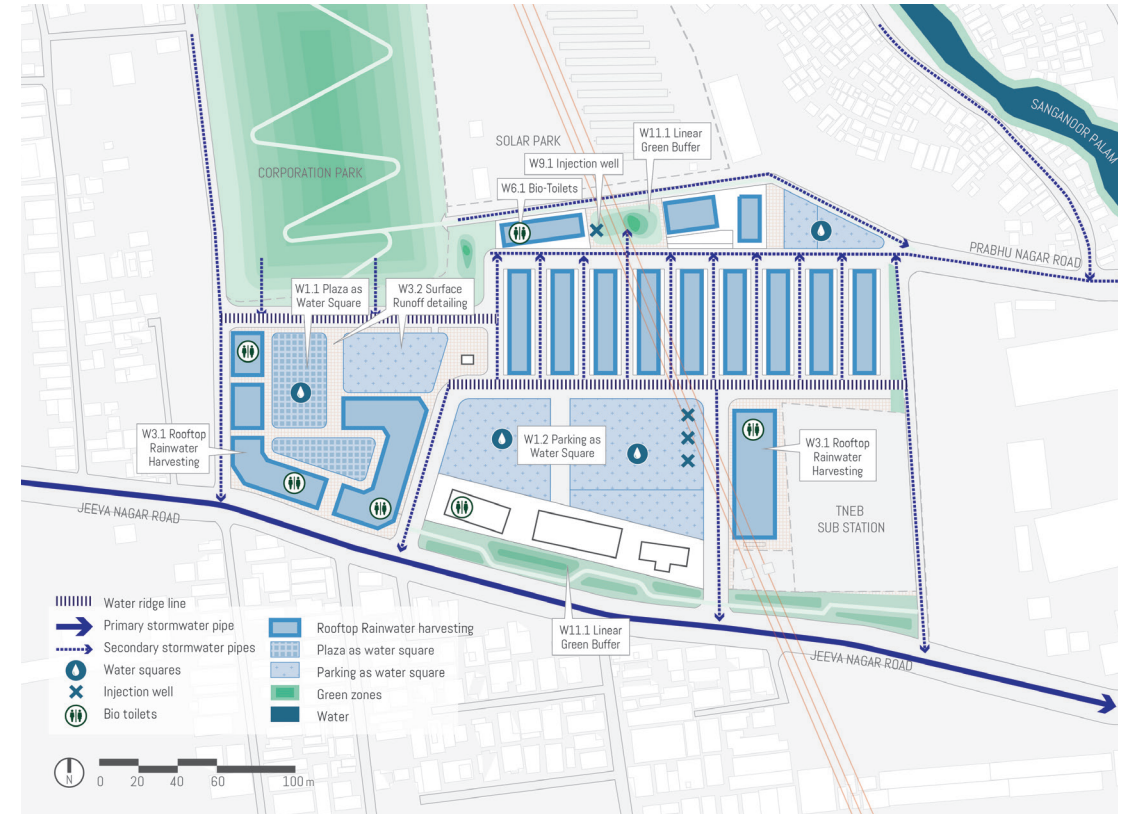 SANGANOOR PALAM
SOLAR PARK
W11.1 Linear
Green Buffer
W9.1 Injection well
CORPORATION PARK
W6.1 Bio-Toilets
PRABHU NAGAR ROAD
W1.1 Plaza as
Water Square
W3.2 Surface
Runoff detailing
W3.1 Rooftop
Rainwater
Harvesting
W1.2 Parking as
Water Square
W3.1 Rooftop
Rainwater
Harvesting
JEEVA NAGAR ROAD
TNEB
SUB STATION
W11.1 Linear
Green Buffer
JEEVA NAGAR ROAD
Water ridge line
Primary stormwater pipe
Secondary stormwater pipes
Water squares
Injection well
Bio toilets
Rooftop Rainwater harvesting
Plaza as water square
Parking as water square
Green zones
Water
N
0 20 40 60 100 m